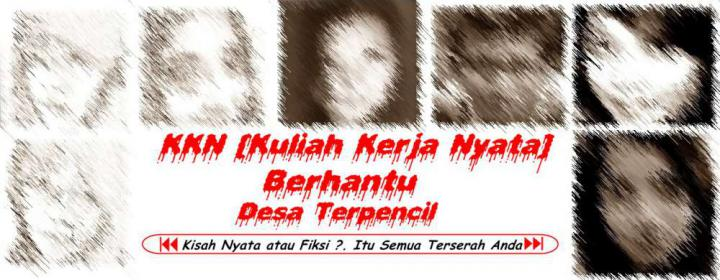 KKN [Kuliah Kerja Nyata]
Berhantu
Desa Terpencil
Kisah Nyata atau Fiksi ?. Itu Semua Terserah Anda